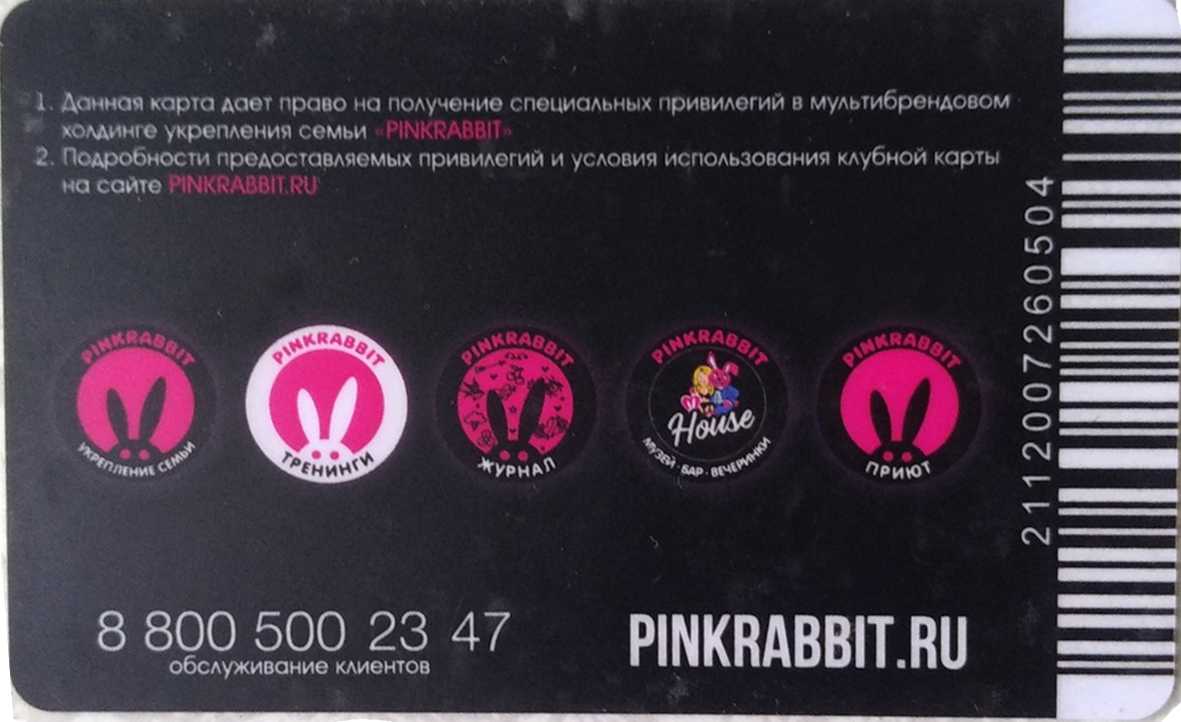 1. Данная карта дает право на получение специальных привилегий в мультибрендовом
холдинге укрепления семьи «PINKRABBIT»
2. Подробности предоставляемых привилегий и условия использования клубной карты
на сайте PINKRABBIT.RU
PINKRABBIT
УКРЕПЛЕНИЕ СЕМЬИ
PINKRABBIT
ТРЕНИНГИ
PINKRABBIT
ЖУРНАЛ
PINKRABBIT
House
МУЗЕЙ · БАР · ВЕЧЕРИНКИ
PINKRABBIT
ПРИЮТ
8 800 500 23 47
обслуживание клиентов
PINKRABBIT.RU
2112007260504